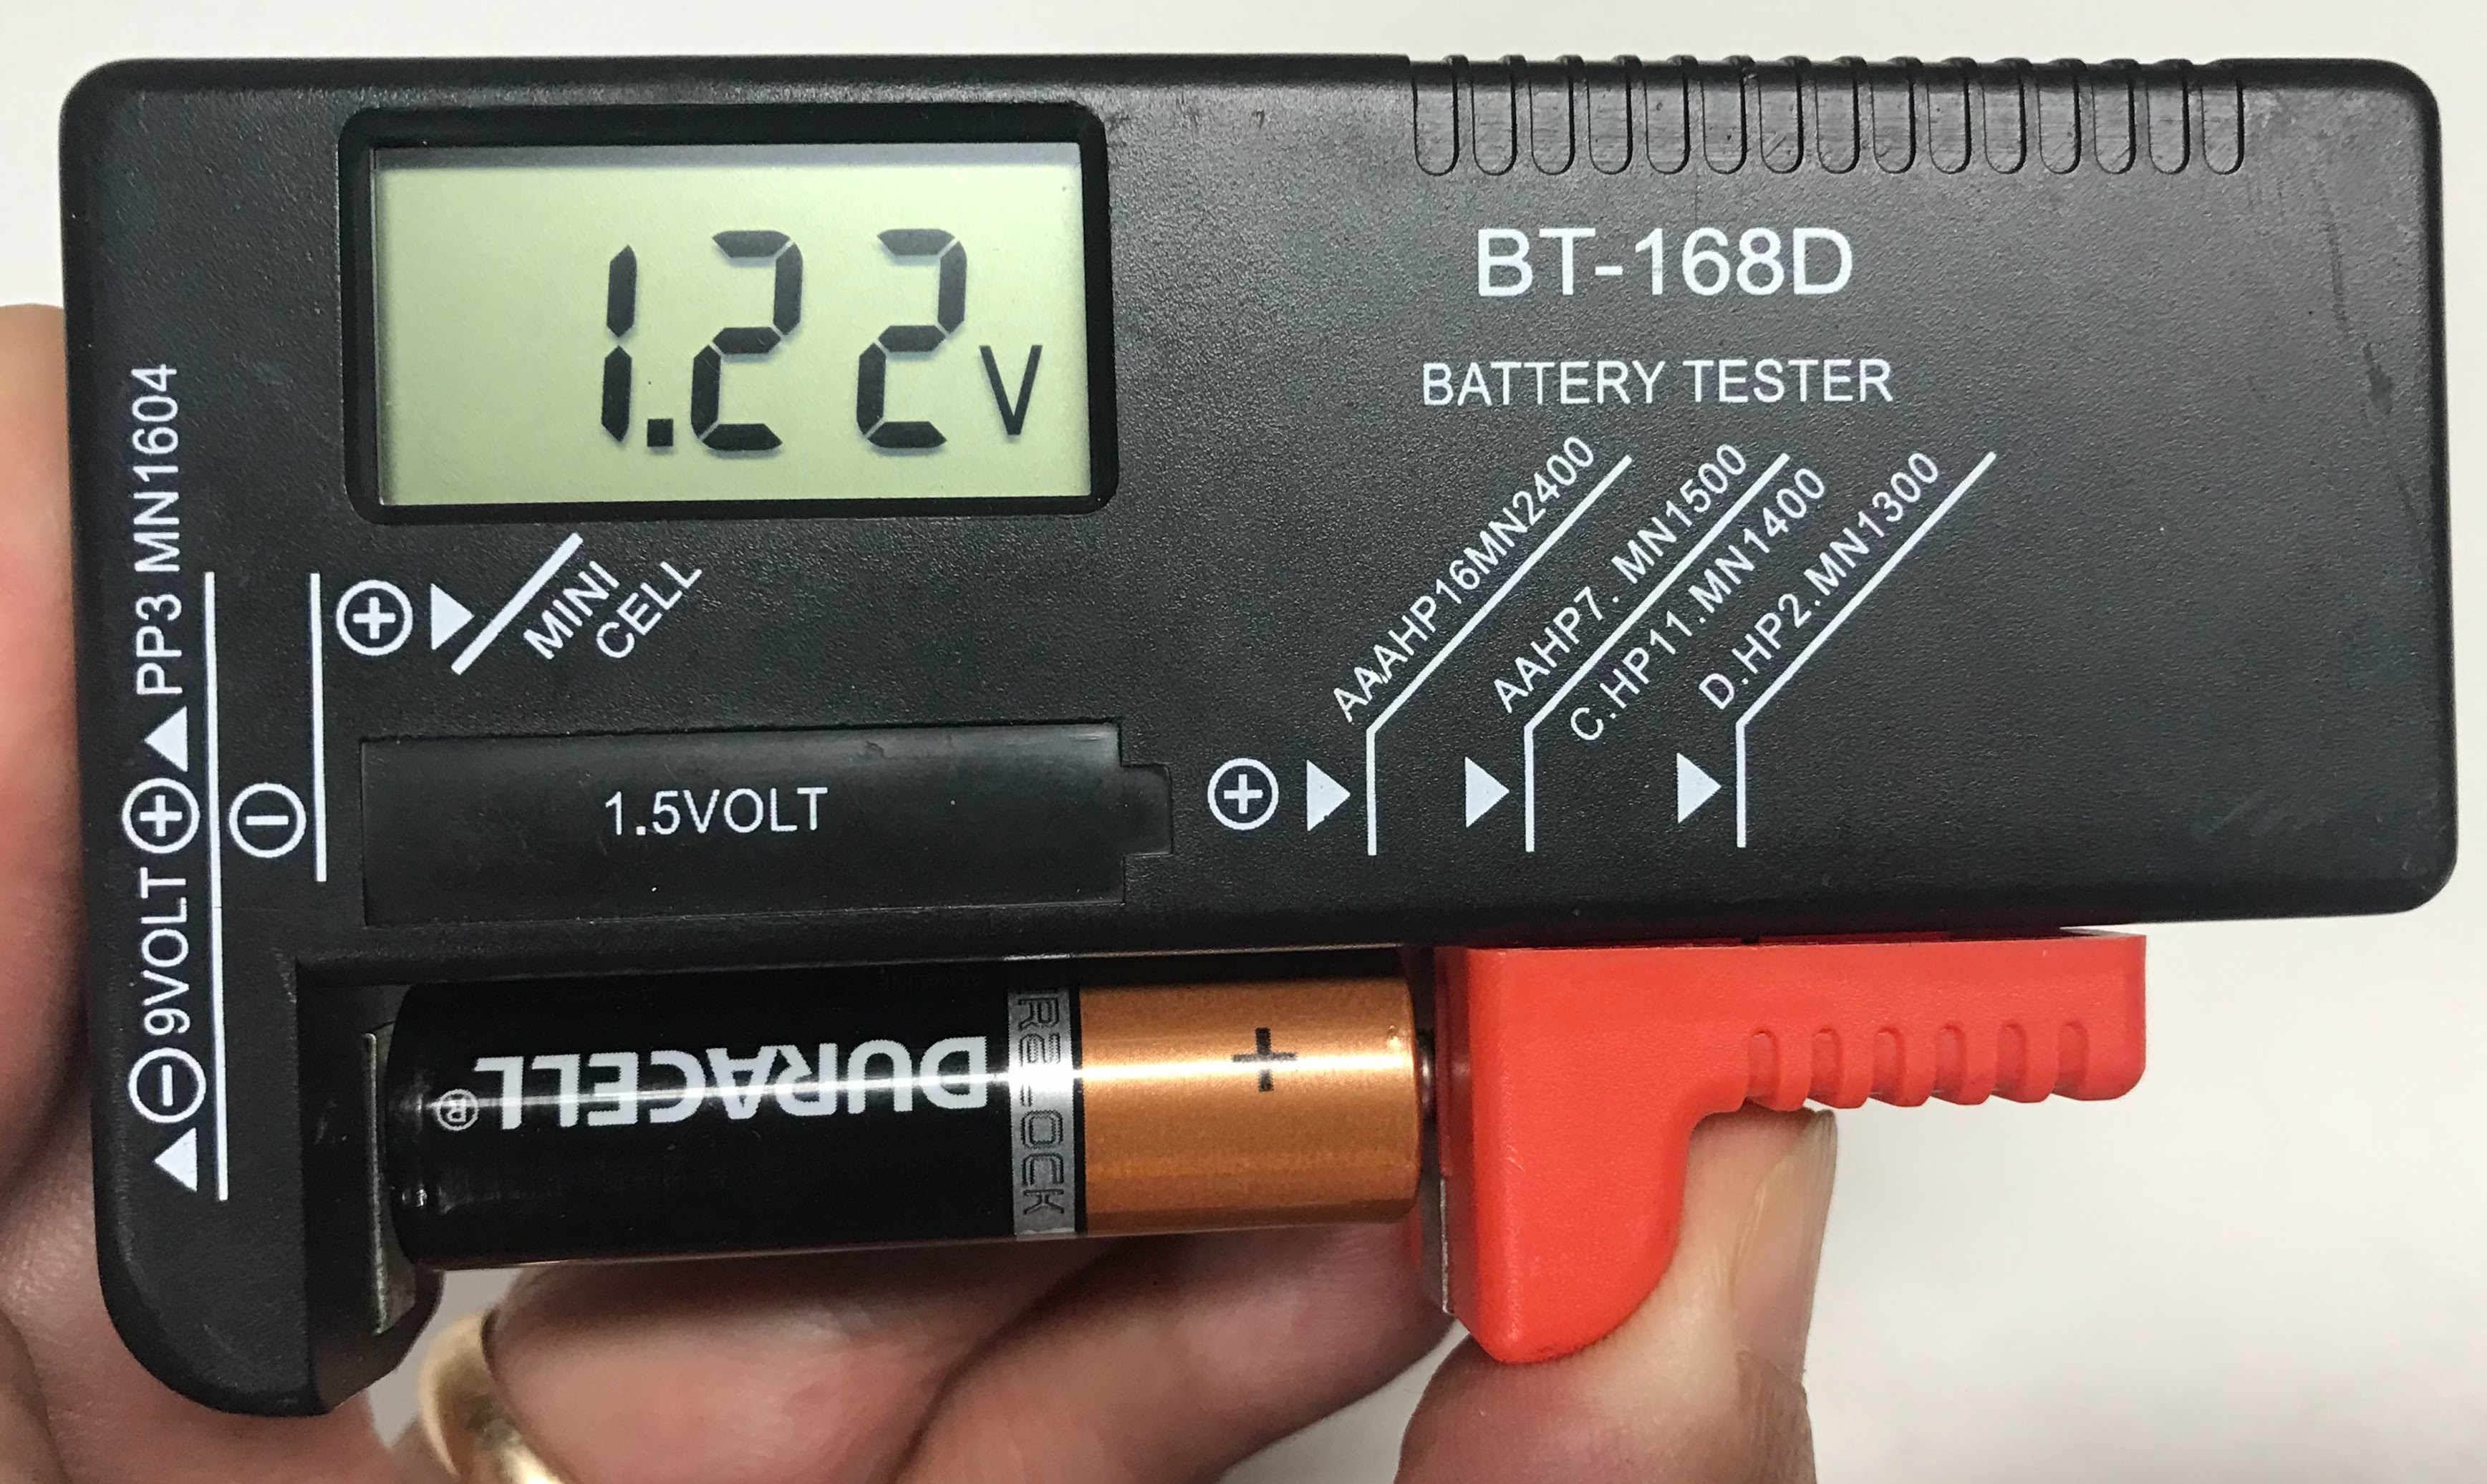 1.22V
BT-168D
BATTERY TESTER
PP3 MN1604
9VOLT
MINI
CELL
AAAHP16MN2400
AAHP7. MN1500
C.HP11.MN1400
D.HP2.MN1300
1.5VOLT
DURACELL®
+